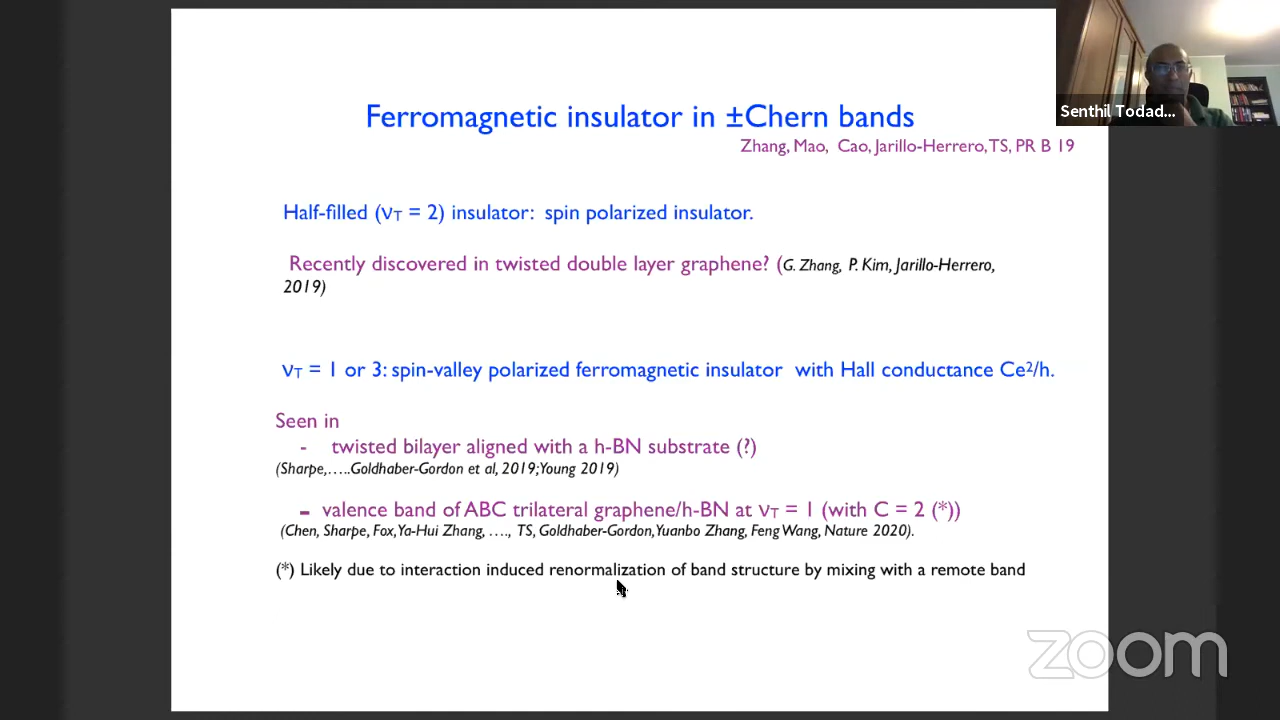 Ferromagnetic insulator in ±Chern bands
Zhang, Mao, Cao, Jarillo-Herrero, TS, PR B 19
Senthil Todad...
Half-filled (νT = 2) insulator: spin polarized insulator.
Recently discovered in twisted double layer graphene? (G. Zhang, P. Kim, Jarillo-Herrero,
2019)
νT = 1 or 3: spin-valley polarized ferromagnetic insulator with Hall conductance Ce²/h.
Seen in
- twisted bilayer aligned with a h-BN substrate (?)
(Sharpe,.....Goldhaber-Gordon et al, 2019; Young 2019)
- valence band of ABC trilateral graphene/h-BN at νT = 1 (with C = 2 (*))
(Chen, Sharpe, Fox, Ya-Hui Zhang, ...., TS, Goldhaber-Gordon, Yuanbo Zhang, Feng Wang, Nature 2020).
(*) Likely due to interaction induced renormalization of band structure by mixing with a remote band
zoom